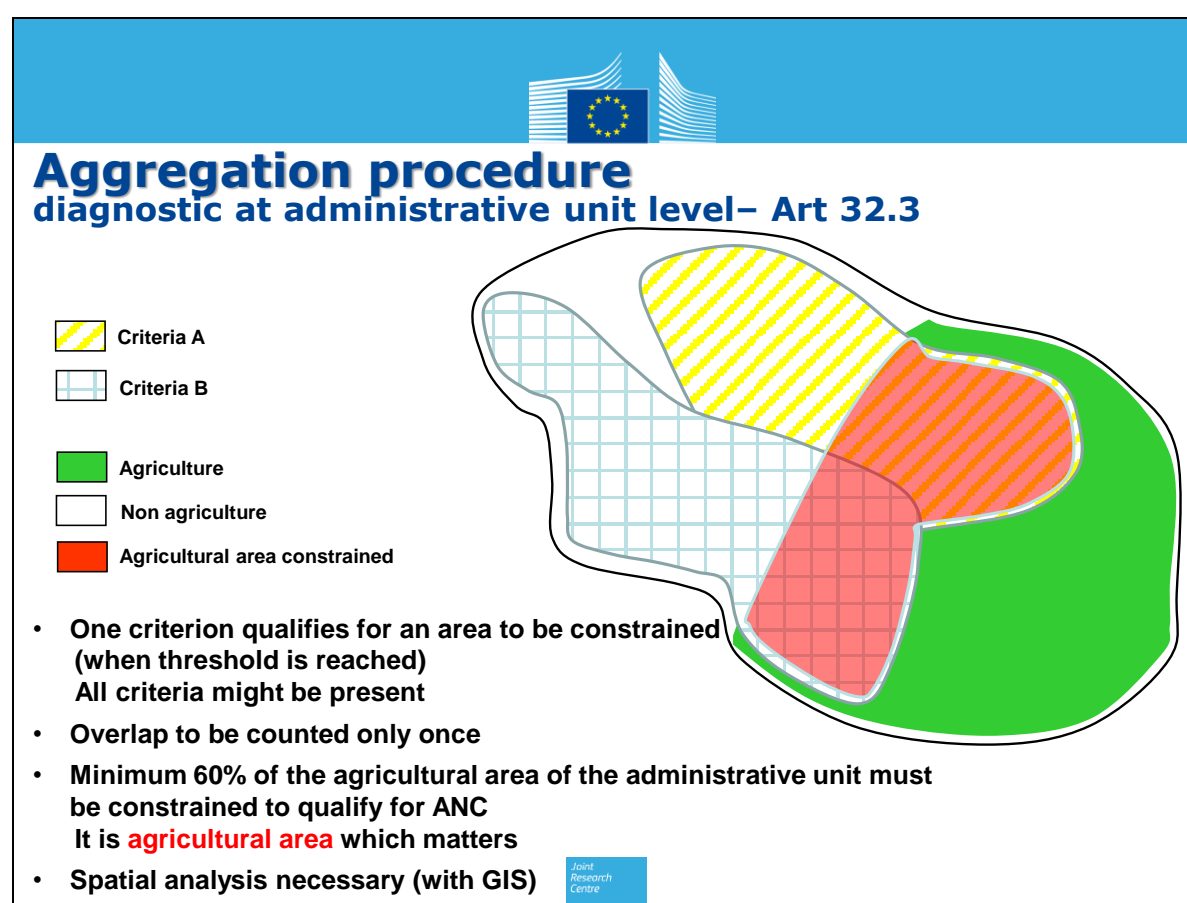 Aggregation procedure
diagnostic at administrative unit level– Art 32.3
Criteria A
Criteria B
Agriculture
Non agriculture
Agricultural area constrained
• One criterion qualifies for an area to be constrained
(when threshold is reached)
All criteria might be present
• Overlap to be counted only once
• Minimum 60% of the agricultural area of the administrative unit must
be constrained to qualify for ANC
It is agricultural area which matters
• Spatial analysis necessary (with GIS)
Joint
Research
Centre